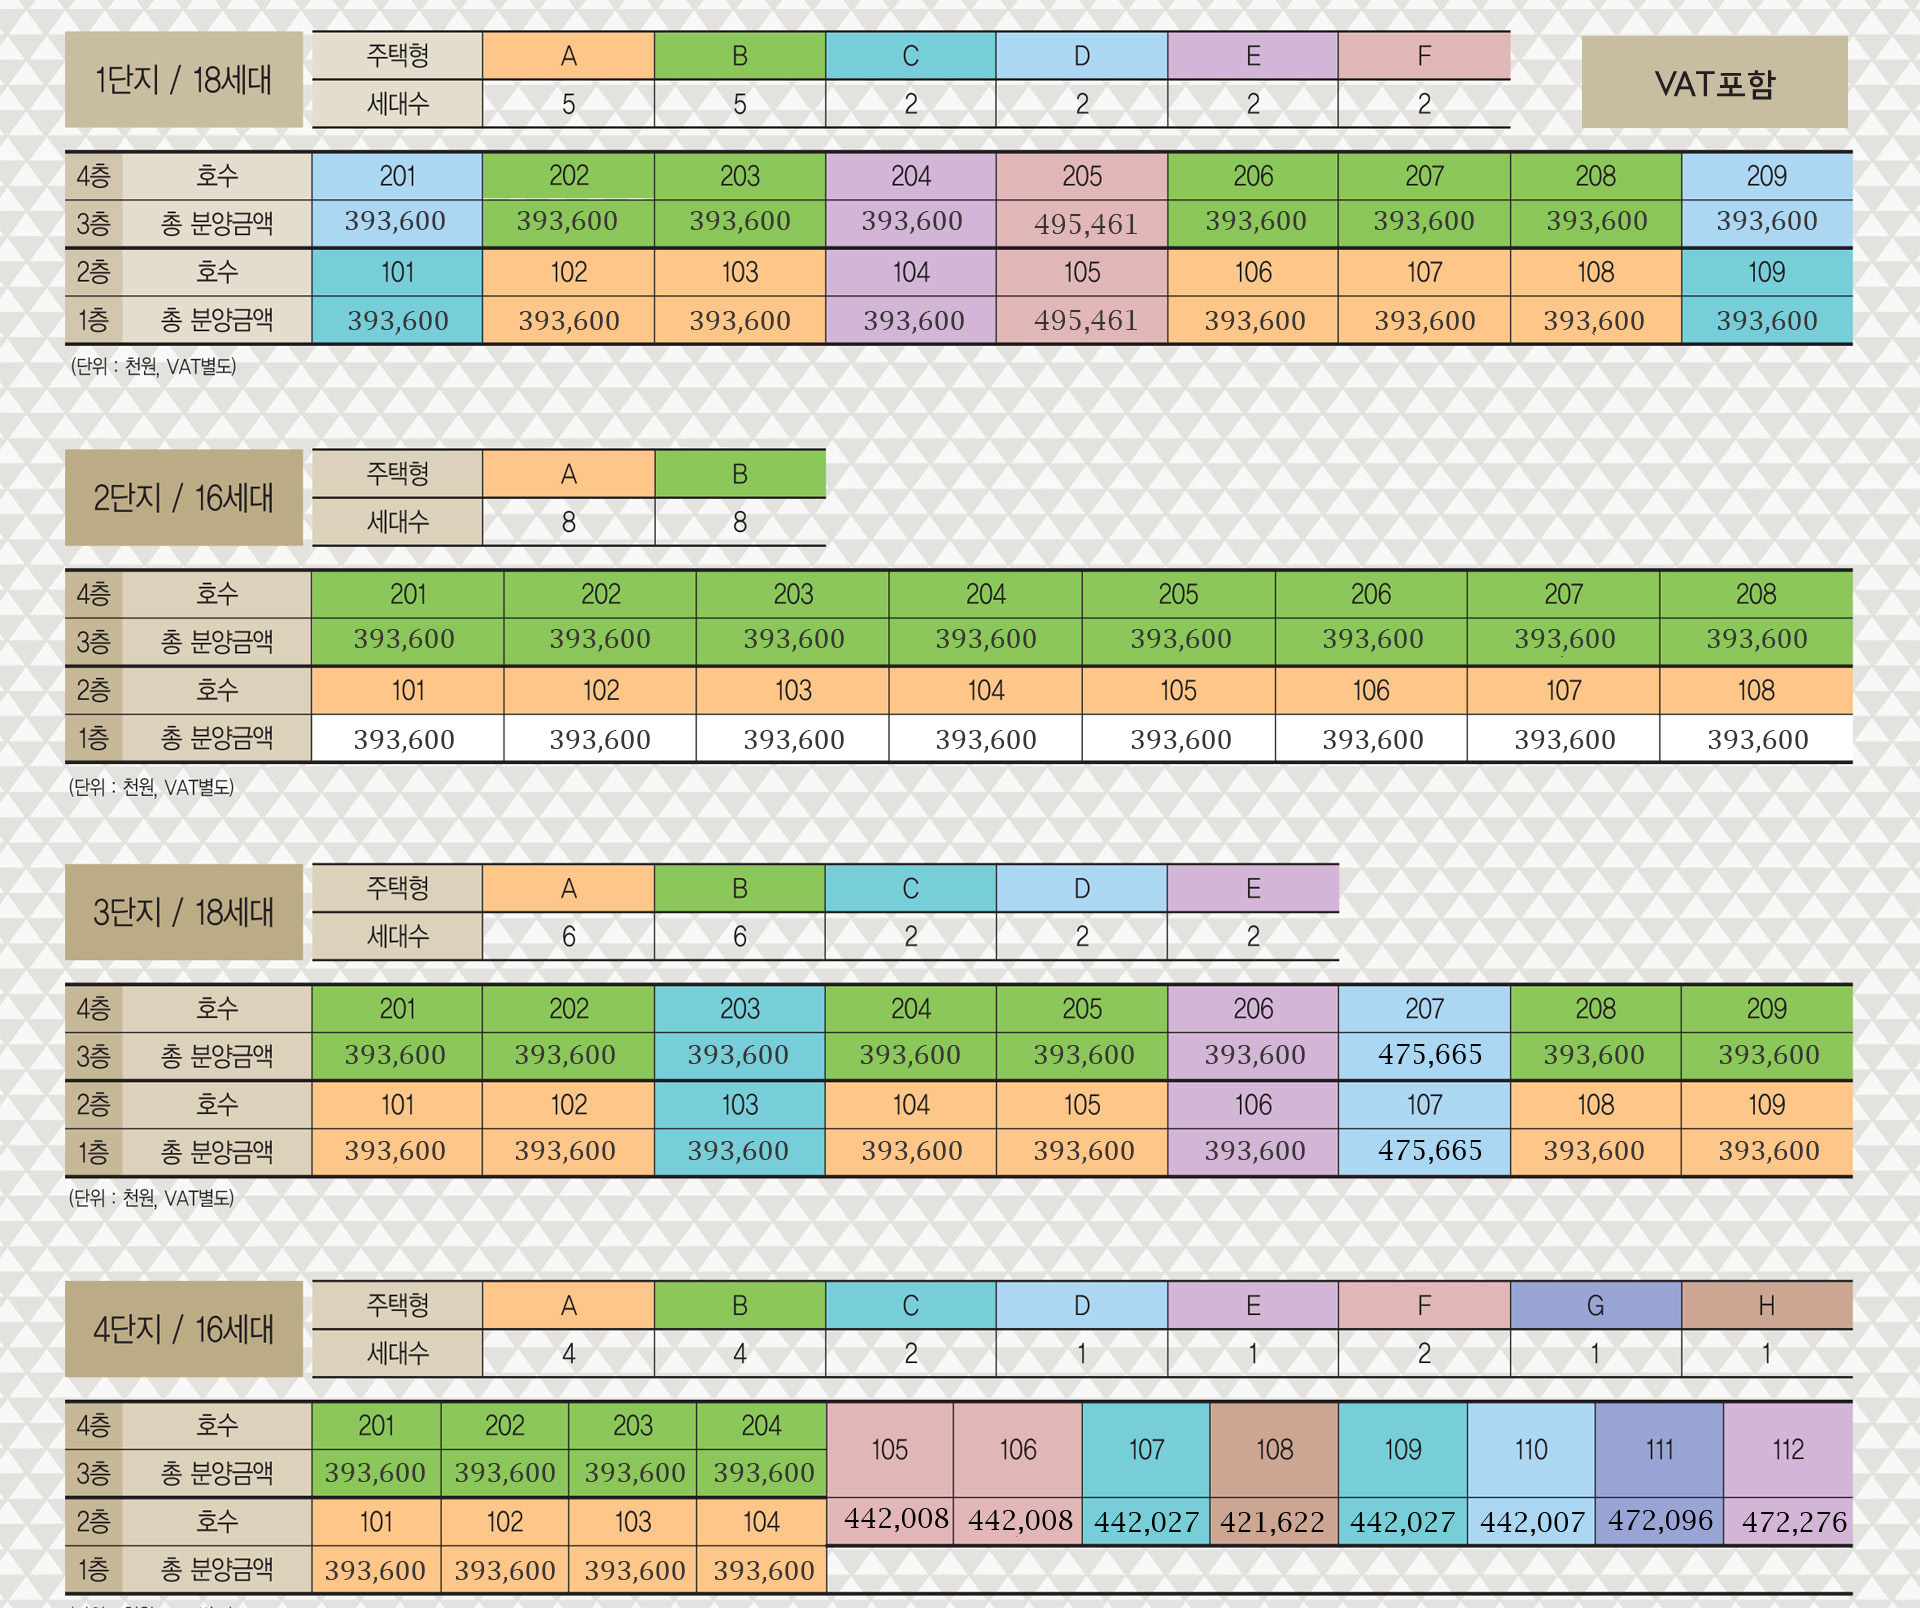 1단지 / 18세대
주택형 A B C D E F
세대수 5 5 2 2 2 2
VAT포함
4층 호수 201 202 203 204 205 206 207 208 209
3층 총 분양금액 393,600 393,600 393,600 393,600 495,461 393,600 393,600 393,600 393,600
2층 호수 101 102 103 104 105 106 107 108 109
1층 총 분양금액 393,600 393,600 393,600 393,600 495,461 393,600 393,600 393,600 393,600
(단위 : 천원, VAT별도)
2단지 / 16세대
주택형 A B
세대수 8 8
4층 호수 201 202 203 204 205 206 207 208
3층 총 분양금액 393,600 393,600 393,600 393,600 393,600 393,600 393,600 393,600
2층 호수 101 102 103 104 105 106 107 108
1층 총 분양금액 393,600 393,600 393,600 393,600 393,600 393,600 393,600 393,600
(단위 : 천원, VAT별도)
3단지 / 18세대
주택형 A B C D E
세대수 6 6 2 2 2
4층 호수 201 202 203 204 205 206 207 208 209
3층 총 분양금액 393,600 393,600 393,600 393,600 393,600 393,600 475,665 393,600 393,600
2층 호수 101 102 103 104 105 106 107 108 109
1층 총 분양금액 393,600 393,600 393,600 393,600 393,600 393,600 475,665 393,600 393,600
(단위 : 천원, VAT별도)
4단지 / 16세대
주택형 A B C D E F G H
세대수 4 4 2 1 1 2 1 1
4층 호수 201 202 203 204
105 106 107 108 109 110 111 112
3층 총 분양금액 393,600 393,600 393,600 393,600
2층 호수 101 102 103 104 442,008 442,008 442,027 421,622 442,027 442,007 472,096 472,276
1층 총 분양금액 393,600 393,600 393,600 393,600